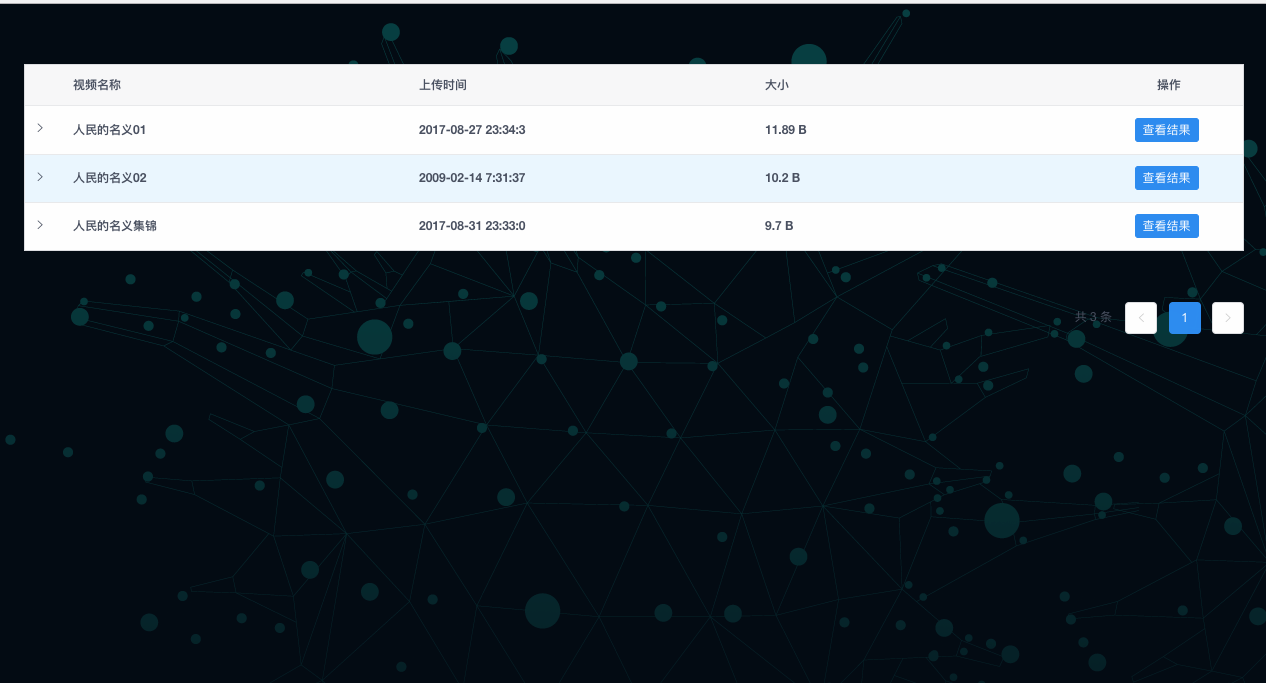 视频名称 上传时间 大小 操作
人民的名义01 2017-08-27 23:34:3 11.89 B 查看结果
人民的名义02 2009-02-14 7:31:37 10.2 B 查看结果
人民的名义集锦 2017-08-31 23:33:0 9.7 B 查看结果
共 3 条 1